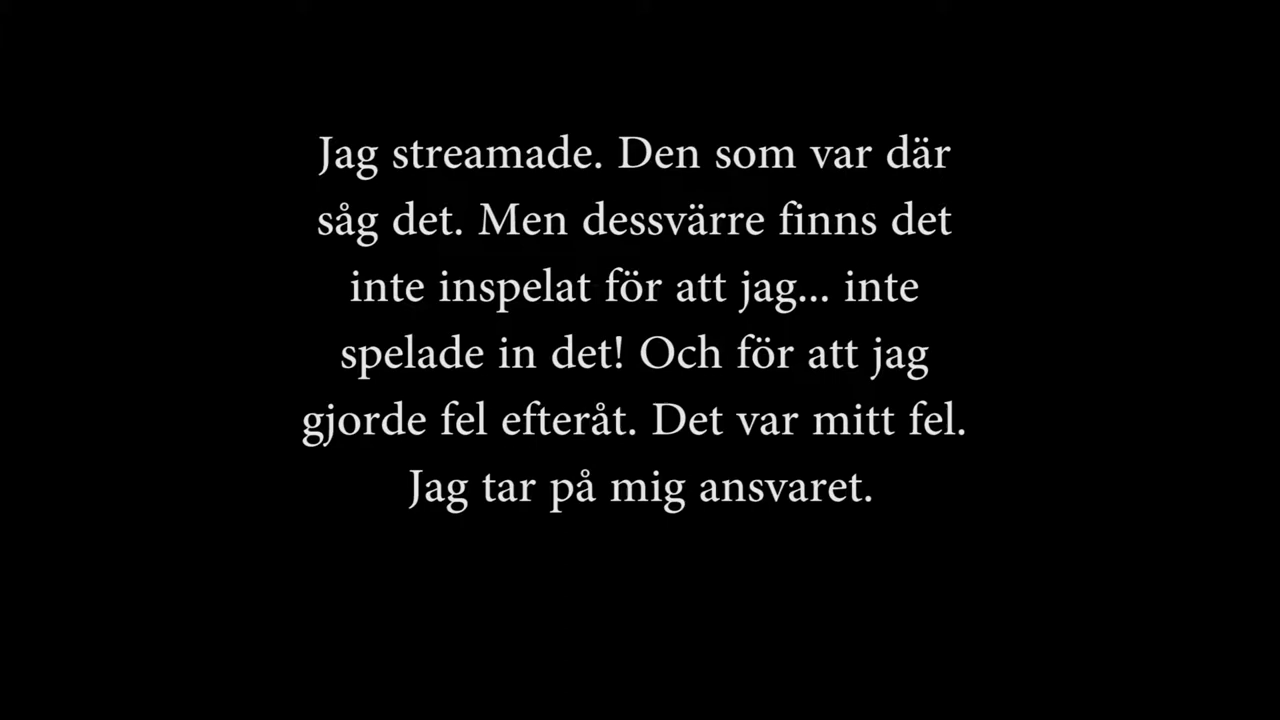 Jag streamade. Den som var där
såg det. Men dessvärre finns det
inte inspelat för att jag... inte
spelade in det! Och för att jag
gjorde fel efteråt. Det var mitt fel.
Jag tar på mig ansvaret.